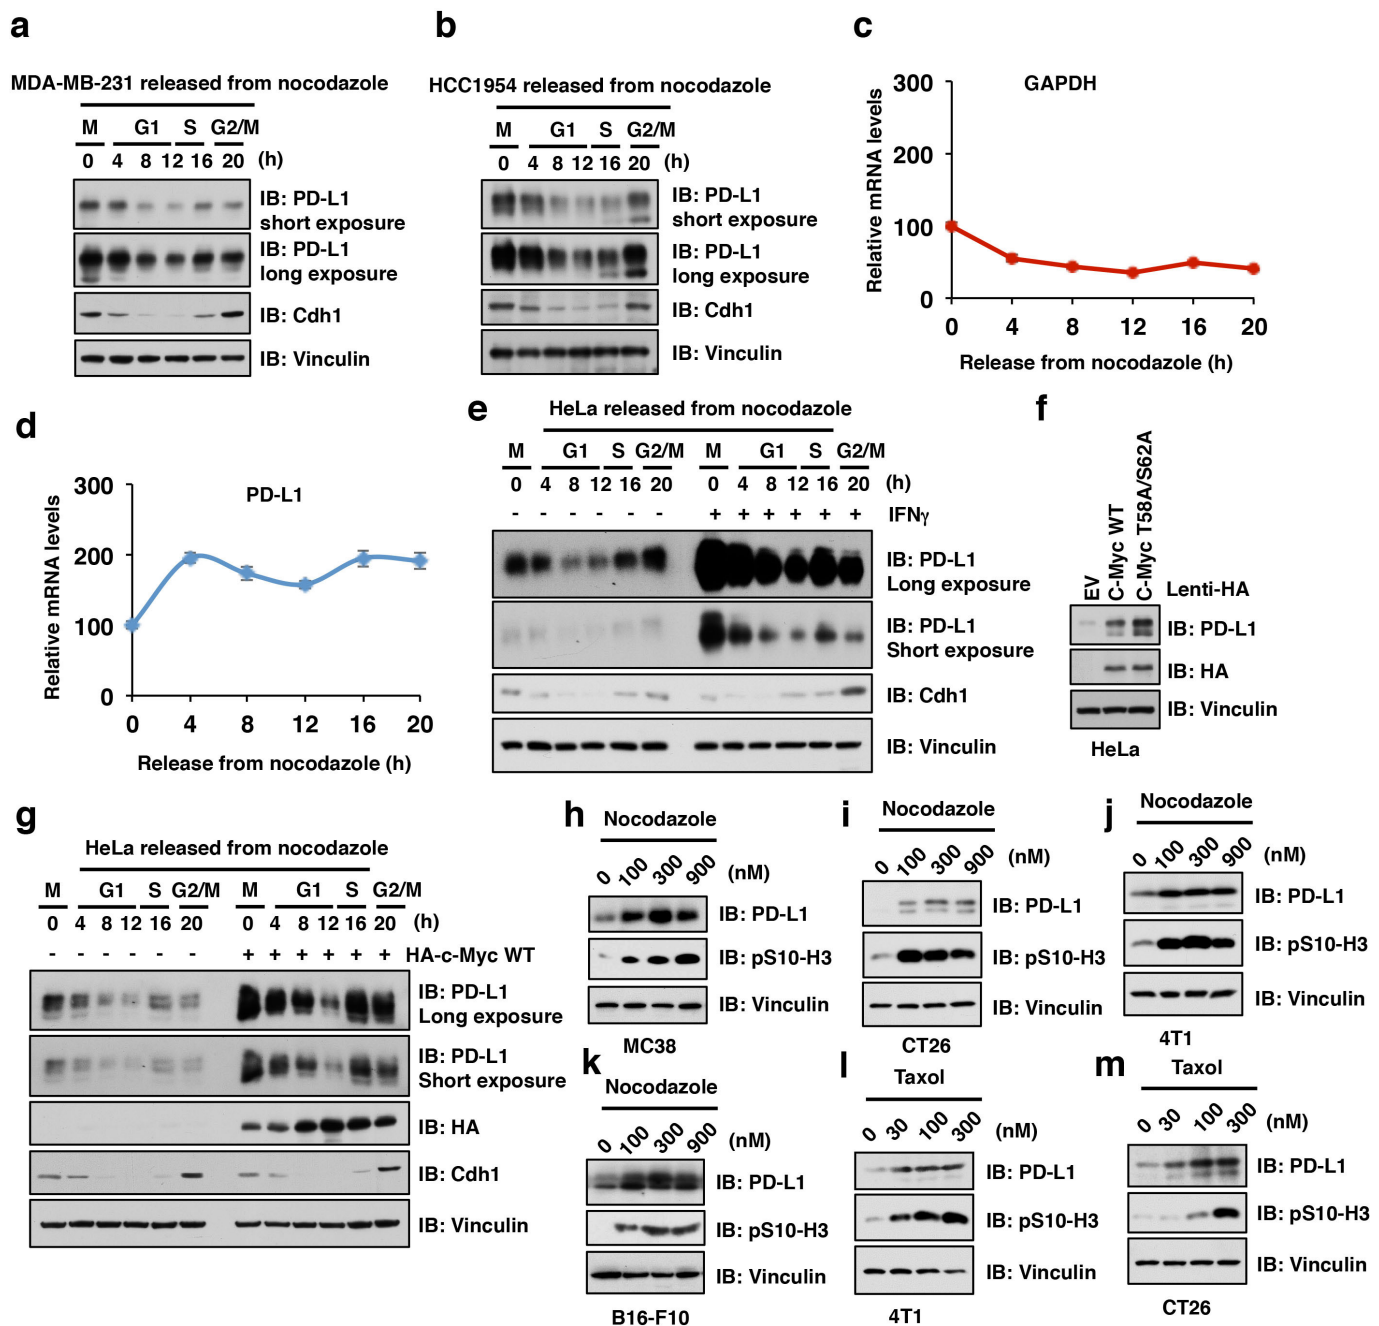 a
MDA-MB-231 released from nocodazole
M G1 S G2/M
0 4 8 12 16 20 (h)
IB: PD-L1
short exposure
IB: PD-L1
long exposure
IB: Cdh1
IB: Vinculin
b
HCC1954 released from nocodazole
M G1 S G2/M
0 4 8 12 16 20 (h)
IB: PD-L1
short exposure
IB: PD-L1
long exposure
IB: Cdh1
IB: Vinculin
c
GAPDH
Relative mRNA levels
300
200
100
0
0 4 8 12 16 20
Release from nocodazole (h)
d
PD-L1
Relative mRNA levels
300
200
100
0
0 4 8 12 16 20
Release from nocodazole (h)
e
HeLa released from nocodazole
M G1 S G2/M M G1 S G2/M
0 4 8 12 16 20 0 4 8 12 16 20 (h)
- - - - - - + + + + + + IFNγ
IB: PD-L1
Long exposure
IB: PD-L1
Short exposure
IB: Cdh1
IB: Vinculin
f
EV
C-Myc WT
C-Myc T58A/S62A
Lenti-HA
IB: PD-L1
IB: HA
IB: Vinculin
HeLa
g
HeLa released from nocodazole
M G1 S G2/M M G1 S G2/M
0 4 8 12 16 20 0 4 8 12 16 20 (h)
- - - - - - + + + + + + HA-c-Myc WT
IB: PD-L1
Long exposure
IB: PD-L1
Short exposure
IB: HA
IB: Cdh1
IB: Vinculin
h
Nocodazole
0 100 300 900 (nM)
IB: PD-L1
IB: pS10-H3
IB: Vinculin
MC38
i
Nocodazole
0 100 300 900 (nM)
IB: PD-L1
IB: pS10-H3
IB: Vinculin
CT26
j
Nocodazole
0 100 300 900 (nM)
IB: PD-L1
IB: pS10-H3
IB: Vinculin
4T1
k
Nocodazole
0 100 300 900 (nM)
IB: PD-L1
IB: pS10-H3
IB: Vinculin
B16-F10
l
Taxol
0 30 100 300 (nM)
IB: PD-L1
IB: pS10-H3
IB: Vinculin
4T1
m
Taxol
0 30 100 300 (nM)
IB: PD-L1
IB: pS10-H3
IB: Vinculin
CT26